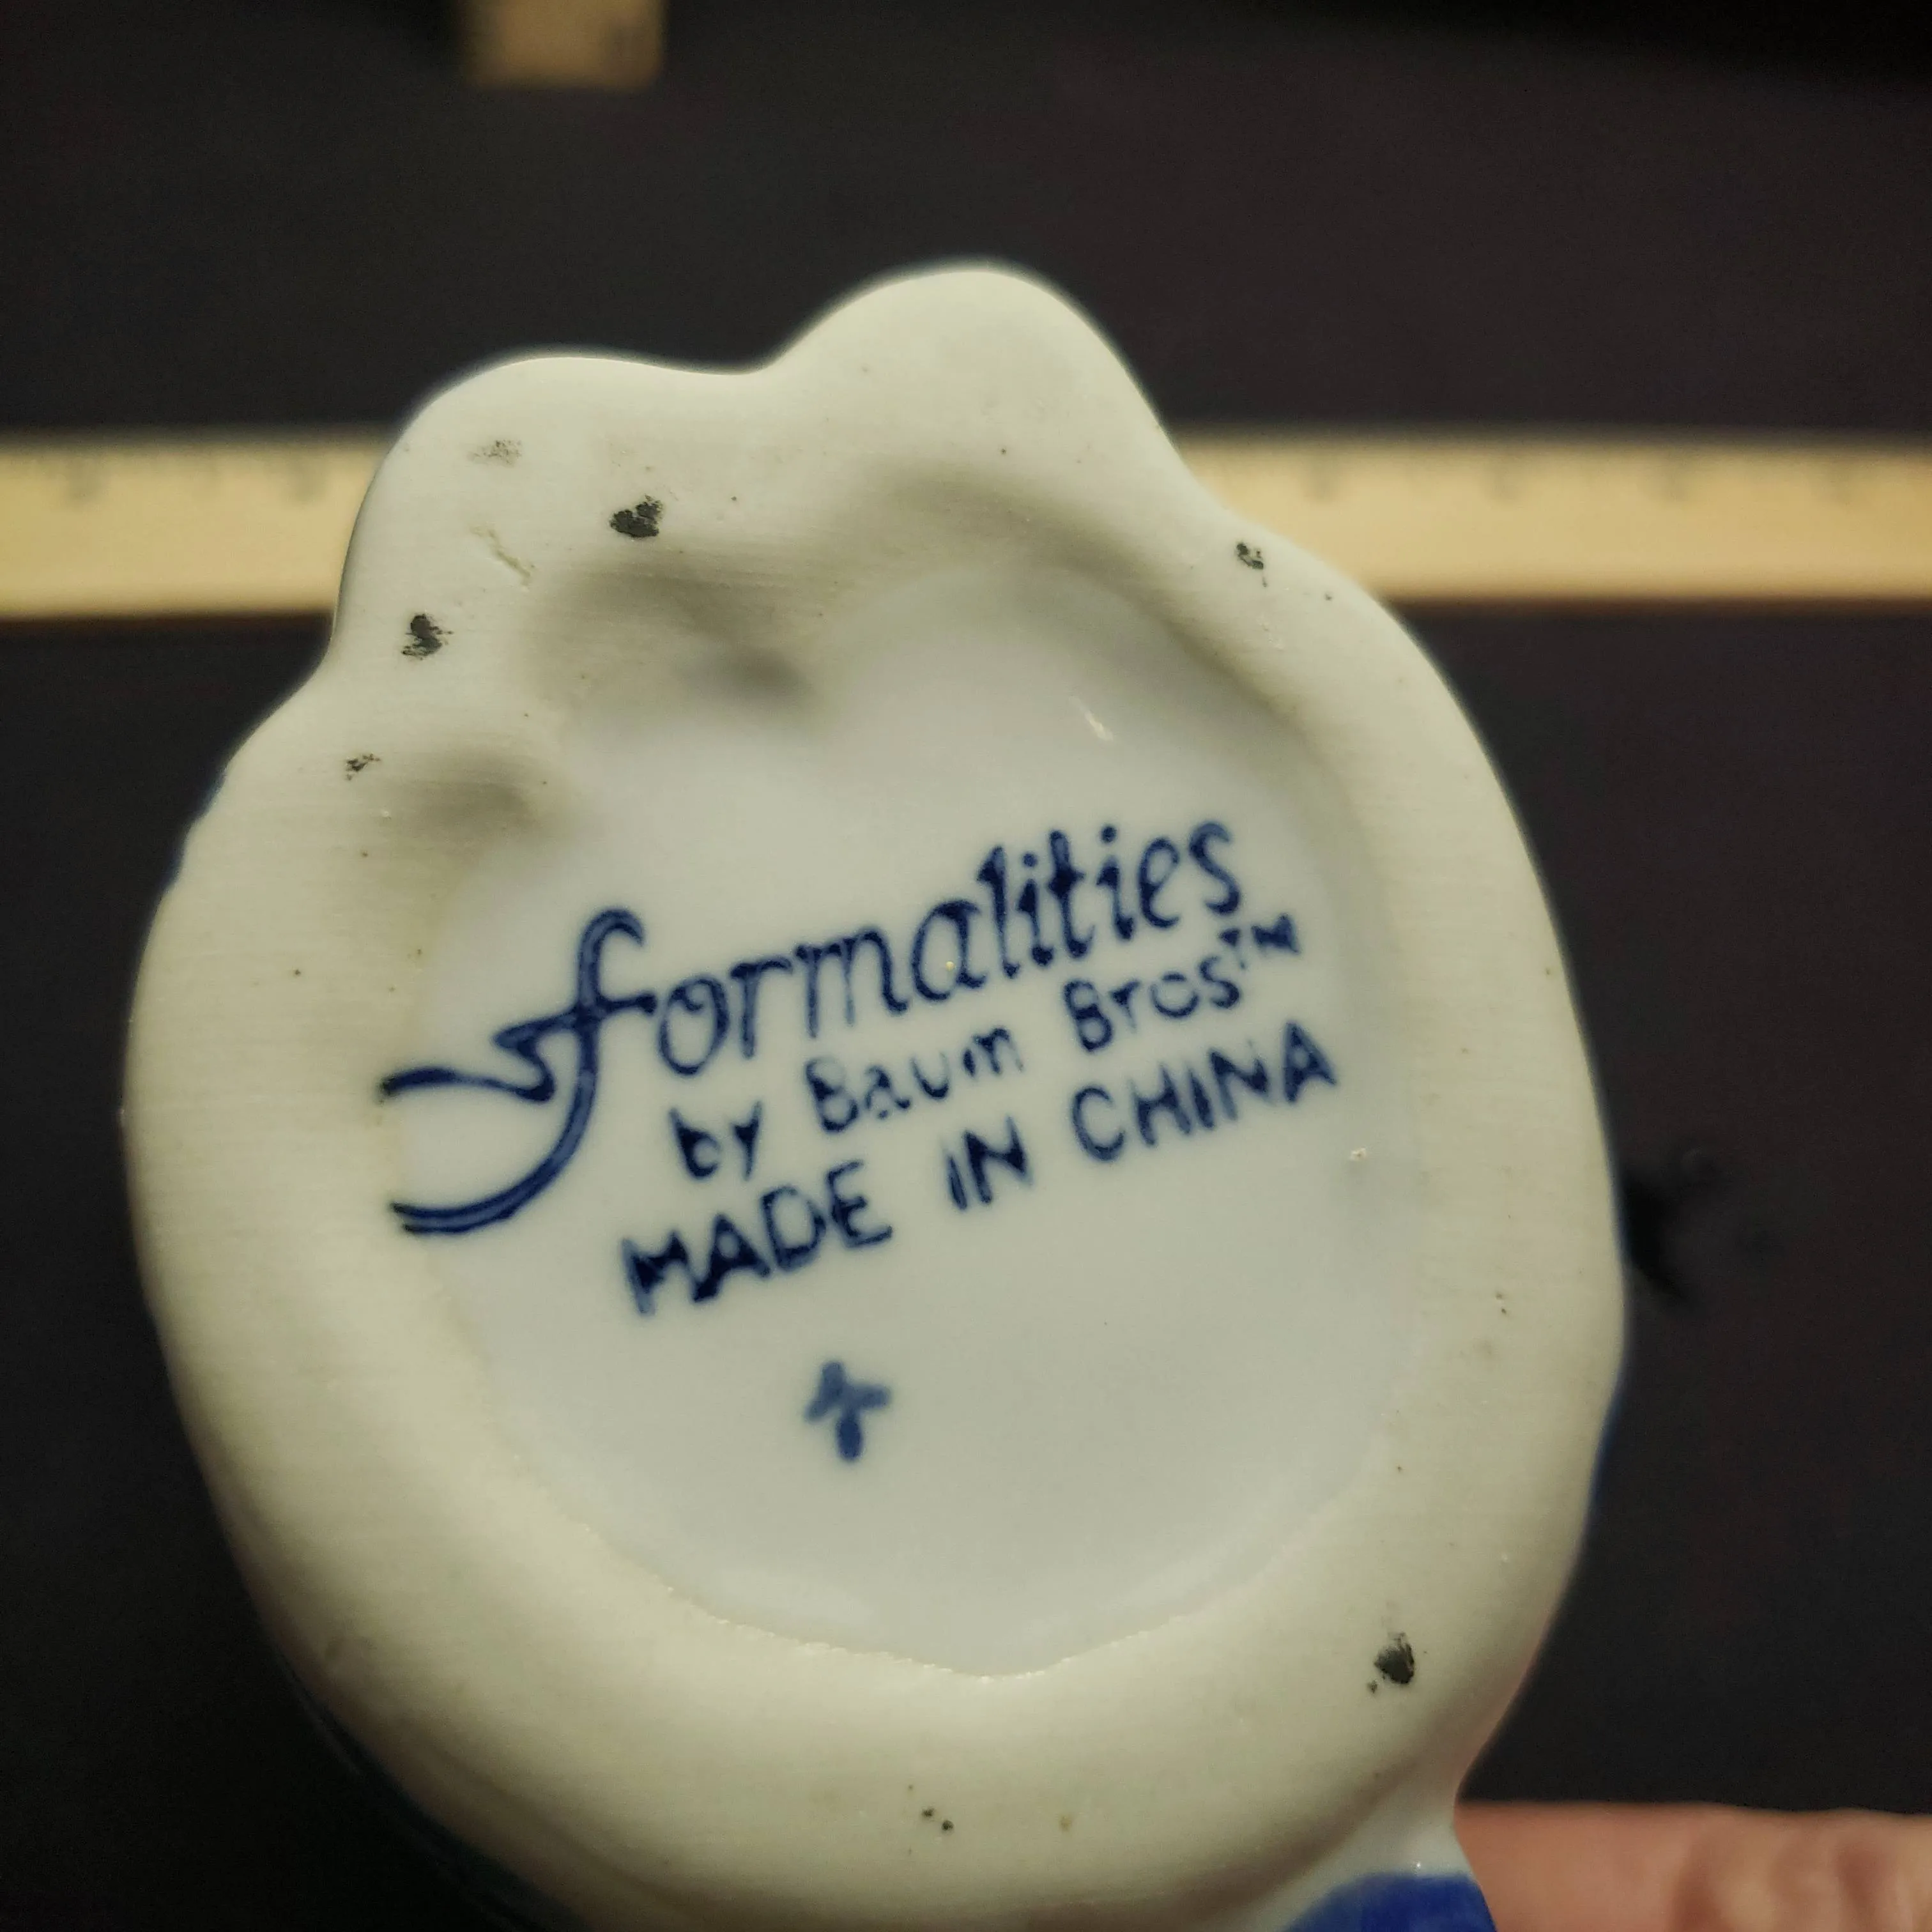 formalities
by Baum Bros™
MADE IN CHINA